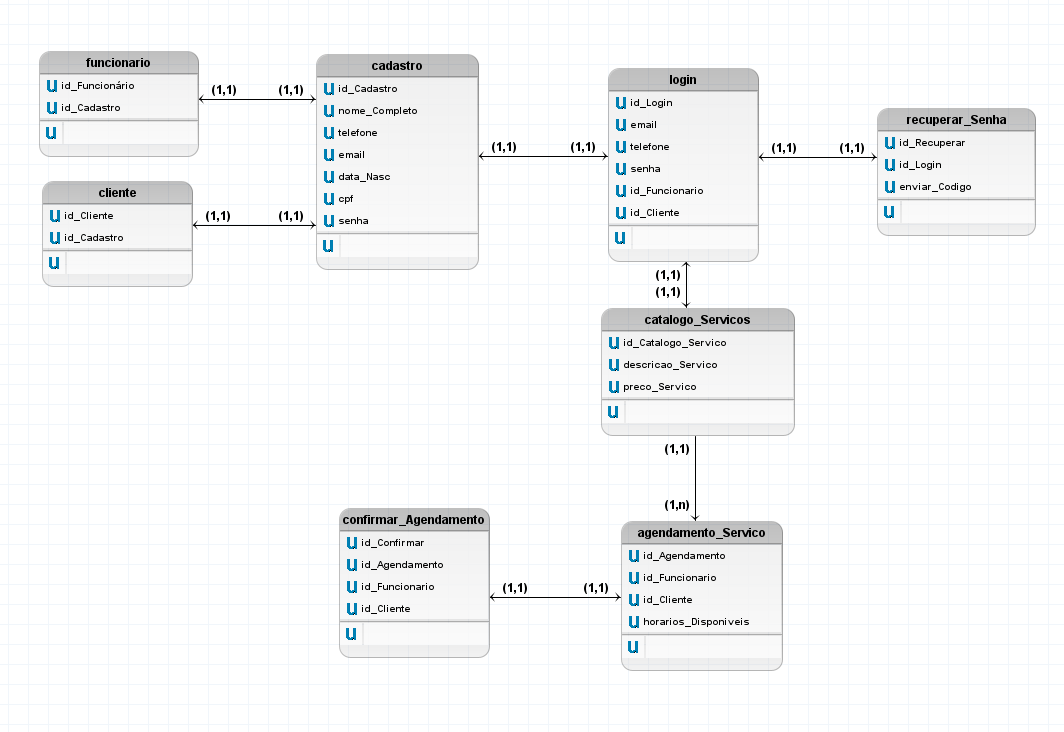 funcionario
id_Funcionário
id_Cadastro
(1,1)
(1,1)
cadastro
id_Cadastro
nome_Completo
telefone
email
data_Nasc
cpf
senha
cliente
id_Cliente
id_Cadastro
(1,1)
(1,1)
(1,1)
(1,1)
login
id_Login
email
telefone
senha
id_Funcionario
id_Cliente
(1,1)
(1,1)
recuperar_Senha
id_Recuperar
id_Login
enviar_Codigo
(1,1)
(1,1)
catalogo_Servicos
id_Catalogo_Servico
descricao_Servico
preco_Servico
(1,1)
(1,n)
confirmar_Agendamento
id_Confirmar
id_Agendamento
id_Funcionario
id_Cliente
(1,1)
(1,1)
agendamento_Servico
id_Agendamento
id_Funcionario
id_Cliente
horarios_Disponiveis